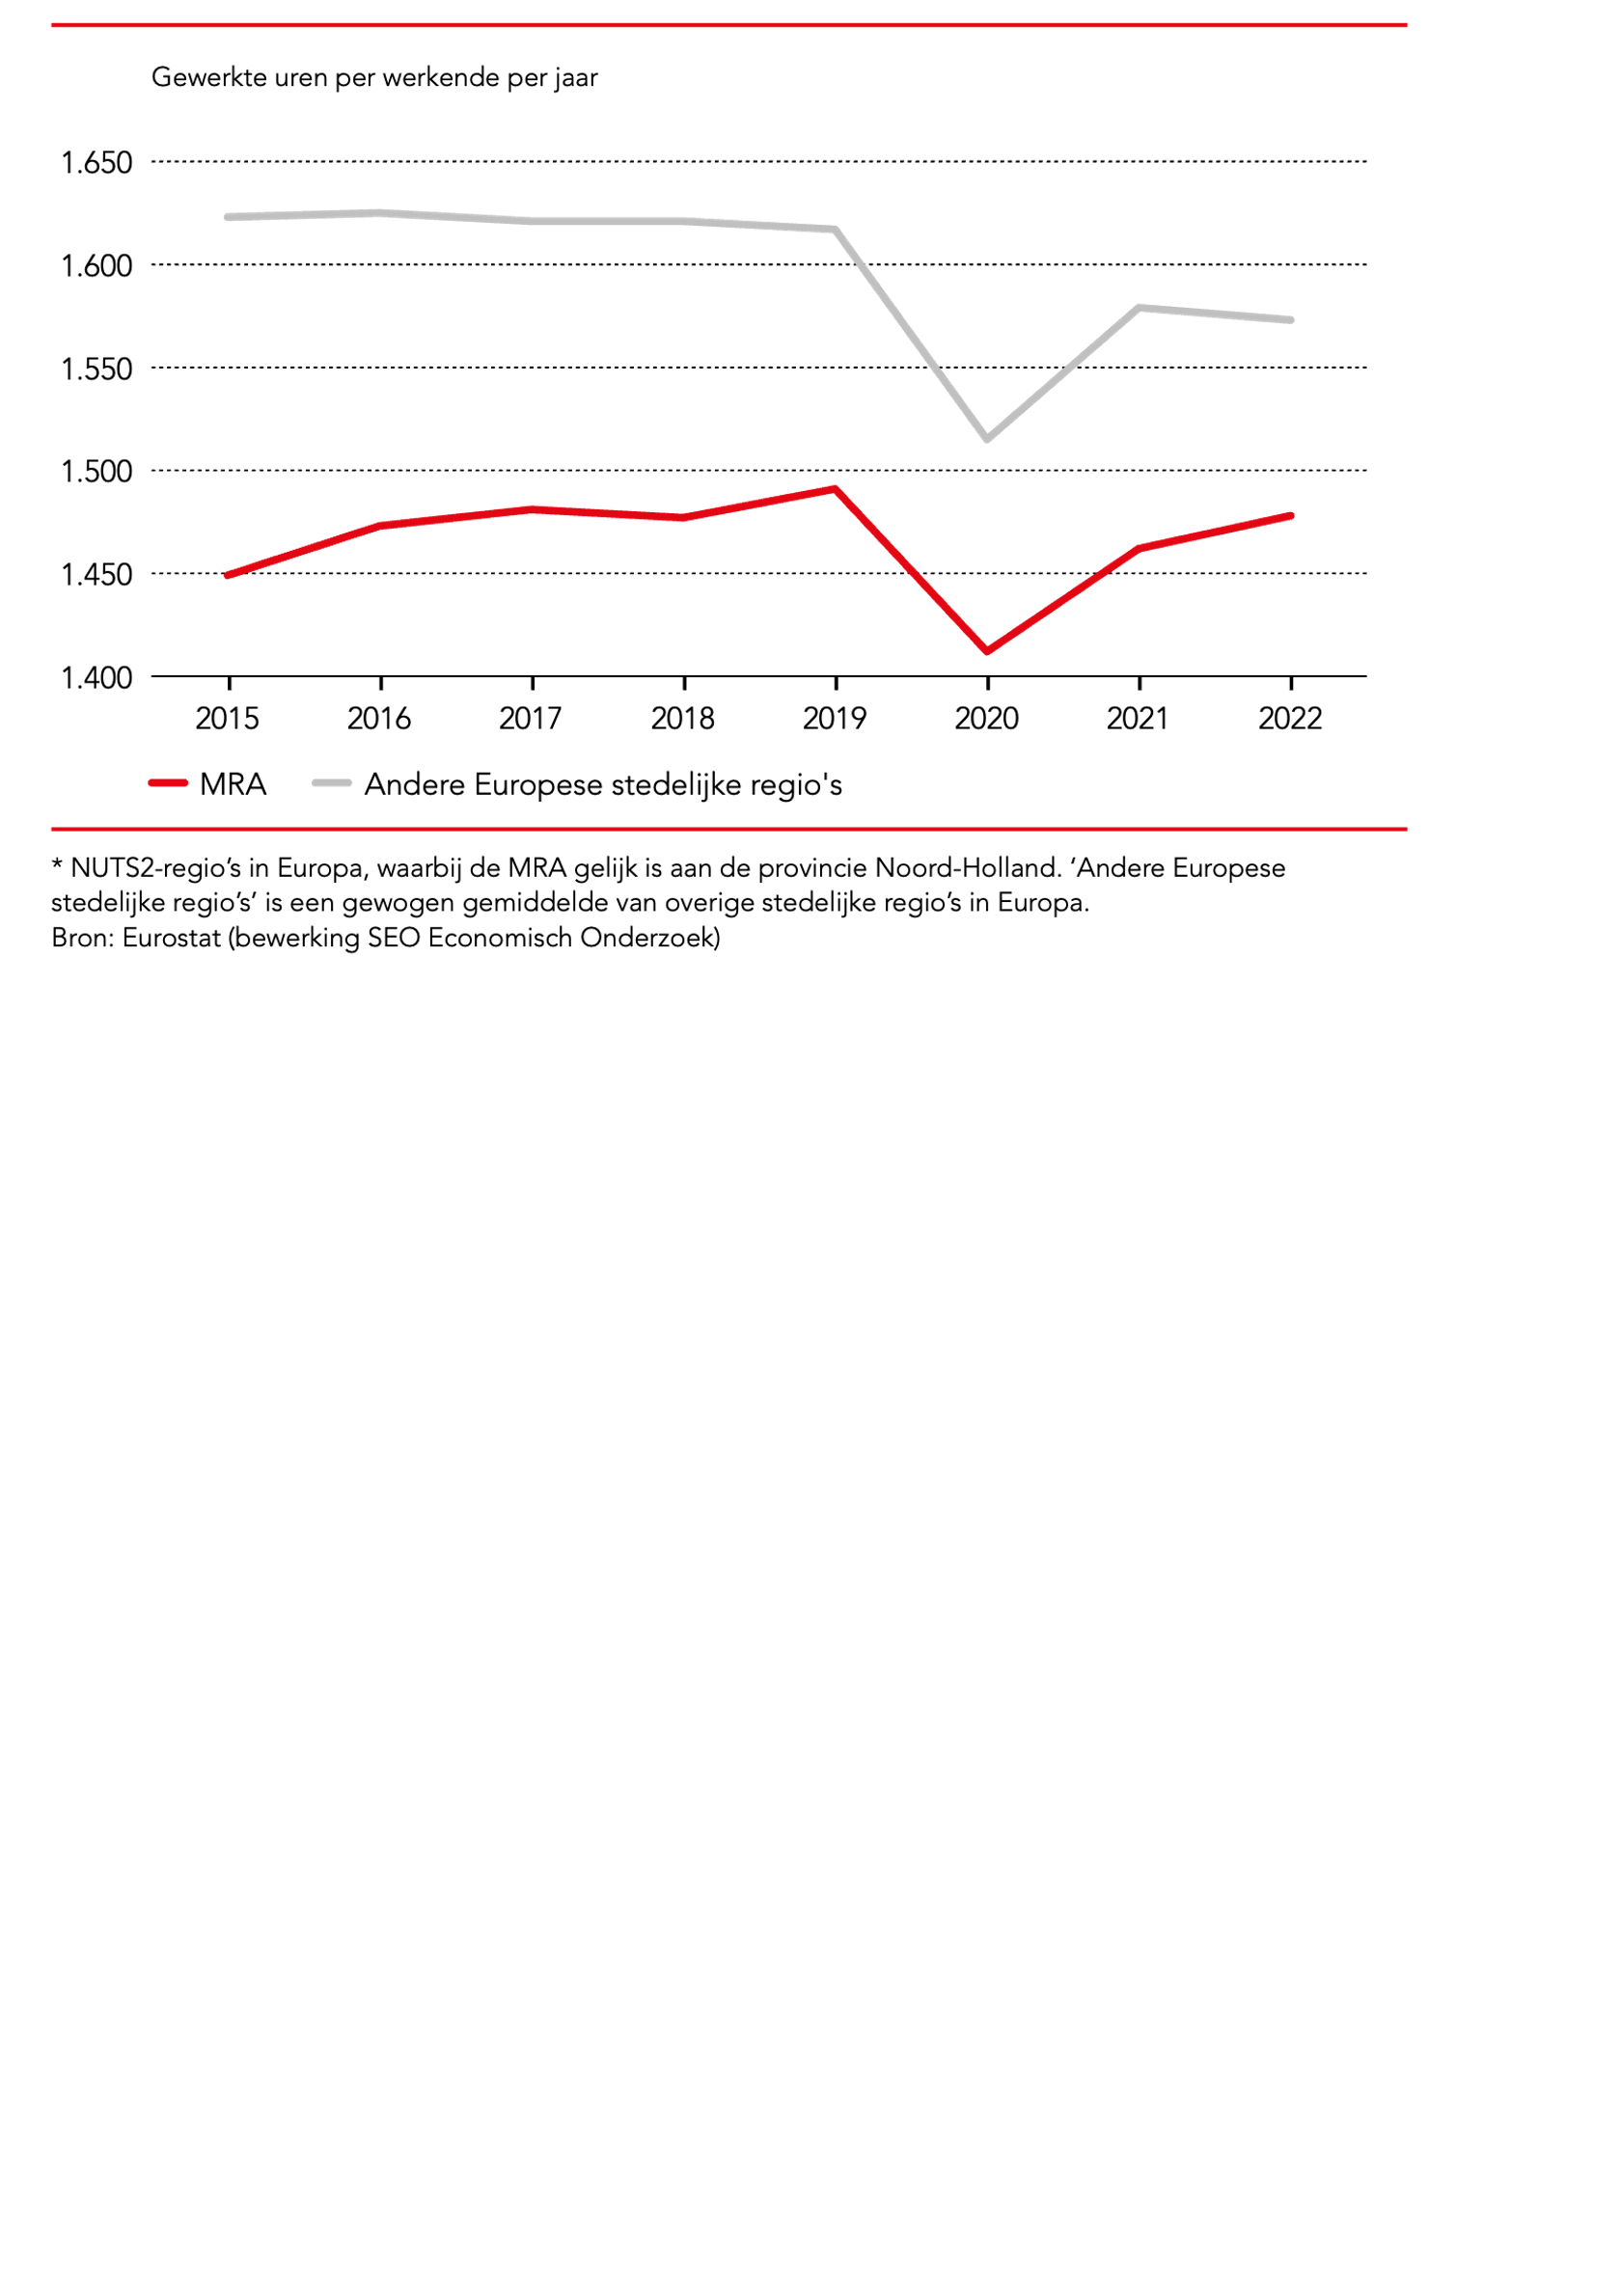 Gewerkte uren per werkende per jaar
1.650
1.600
1.550
1.500
1.450
1.400
2015 2016 2017 2018 2019 2020 2021 2022
MRA Andere Europese stedelijke regio's
* NUTS2-regio’s in Europa, waarbij de MRA gelijk is aan de provincie Noord-Holland. ‘Andere Europese
stedelijke regio’s’ is een gewogen gemiddelde van overige stedelijke regio’s in Europa.
Bron: Eurostat (bewerking SEO Economisch Onderzoek)